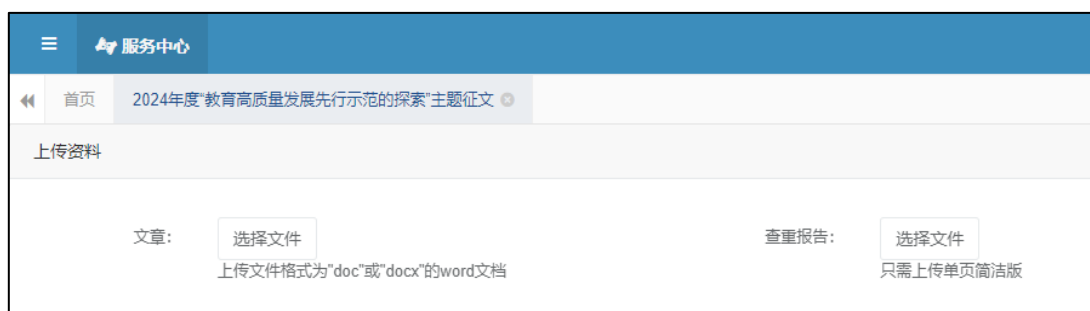 服务中心
首页 2024年度“教育高质量发展先行示范的探索”主题征文
上传资料
文章： 选择文件 查重报告： 选择文件
上传文件格式为"doc"或"docx"的word文档 只需上传单页简洁版